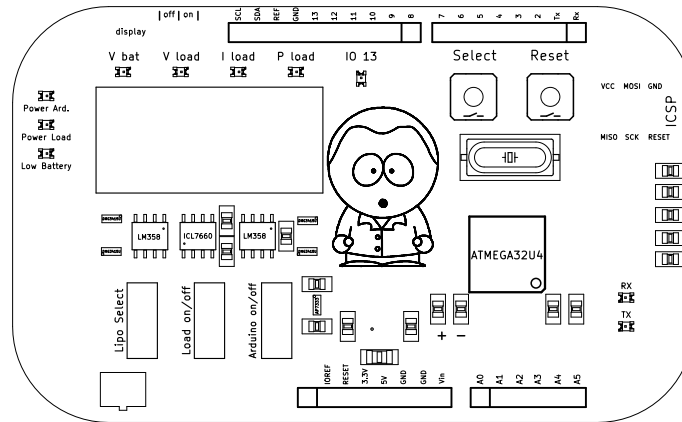 |off| on|
display
SCL
SDA
REF
GND
13
12
11
10
9
8
7
6
5
4
3
2
Tx
Rx
V bat
V load
I load
P load
IO 13
Select
Reset
VCC MOSI GND
ICSP
MISO SCK RESET
Power Ard.
Power Load
Low Battery
LM358
ICL7660
LM358
ATMEGA32U4
Lipo Select
Load on/off
Arduino on/off
RX
TX
+ -
IOREF
RESET
3.3V
5V
GND
GND
Vin
A0
A1
A2
A3
A4
A5